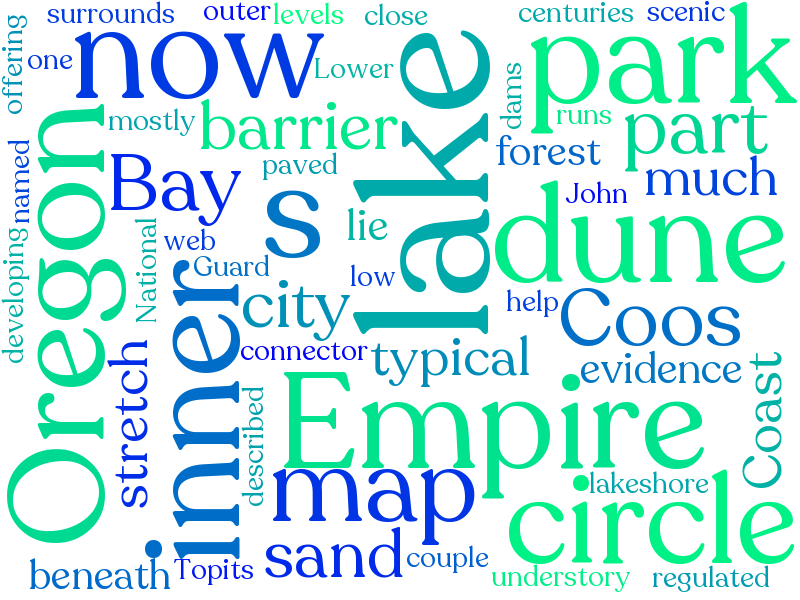 surrounds
outer
levels
close
centuries
scenic
offering
one
now
Lower
lake
dams
park
runs
mostly
barrier
part
Oregon
named
Bay
paved
s
lie
forest
John
much
National
web
Guard
low
dune
developing
inner
city
help
Coos
connector
typical
evidence
stretch
described
Empire
Coast
map
lakeshore
circle
beneath
Topits
sand
couple
understory
regulated